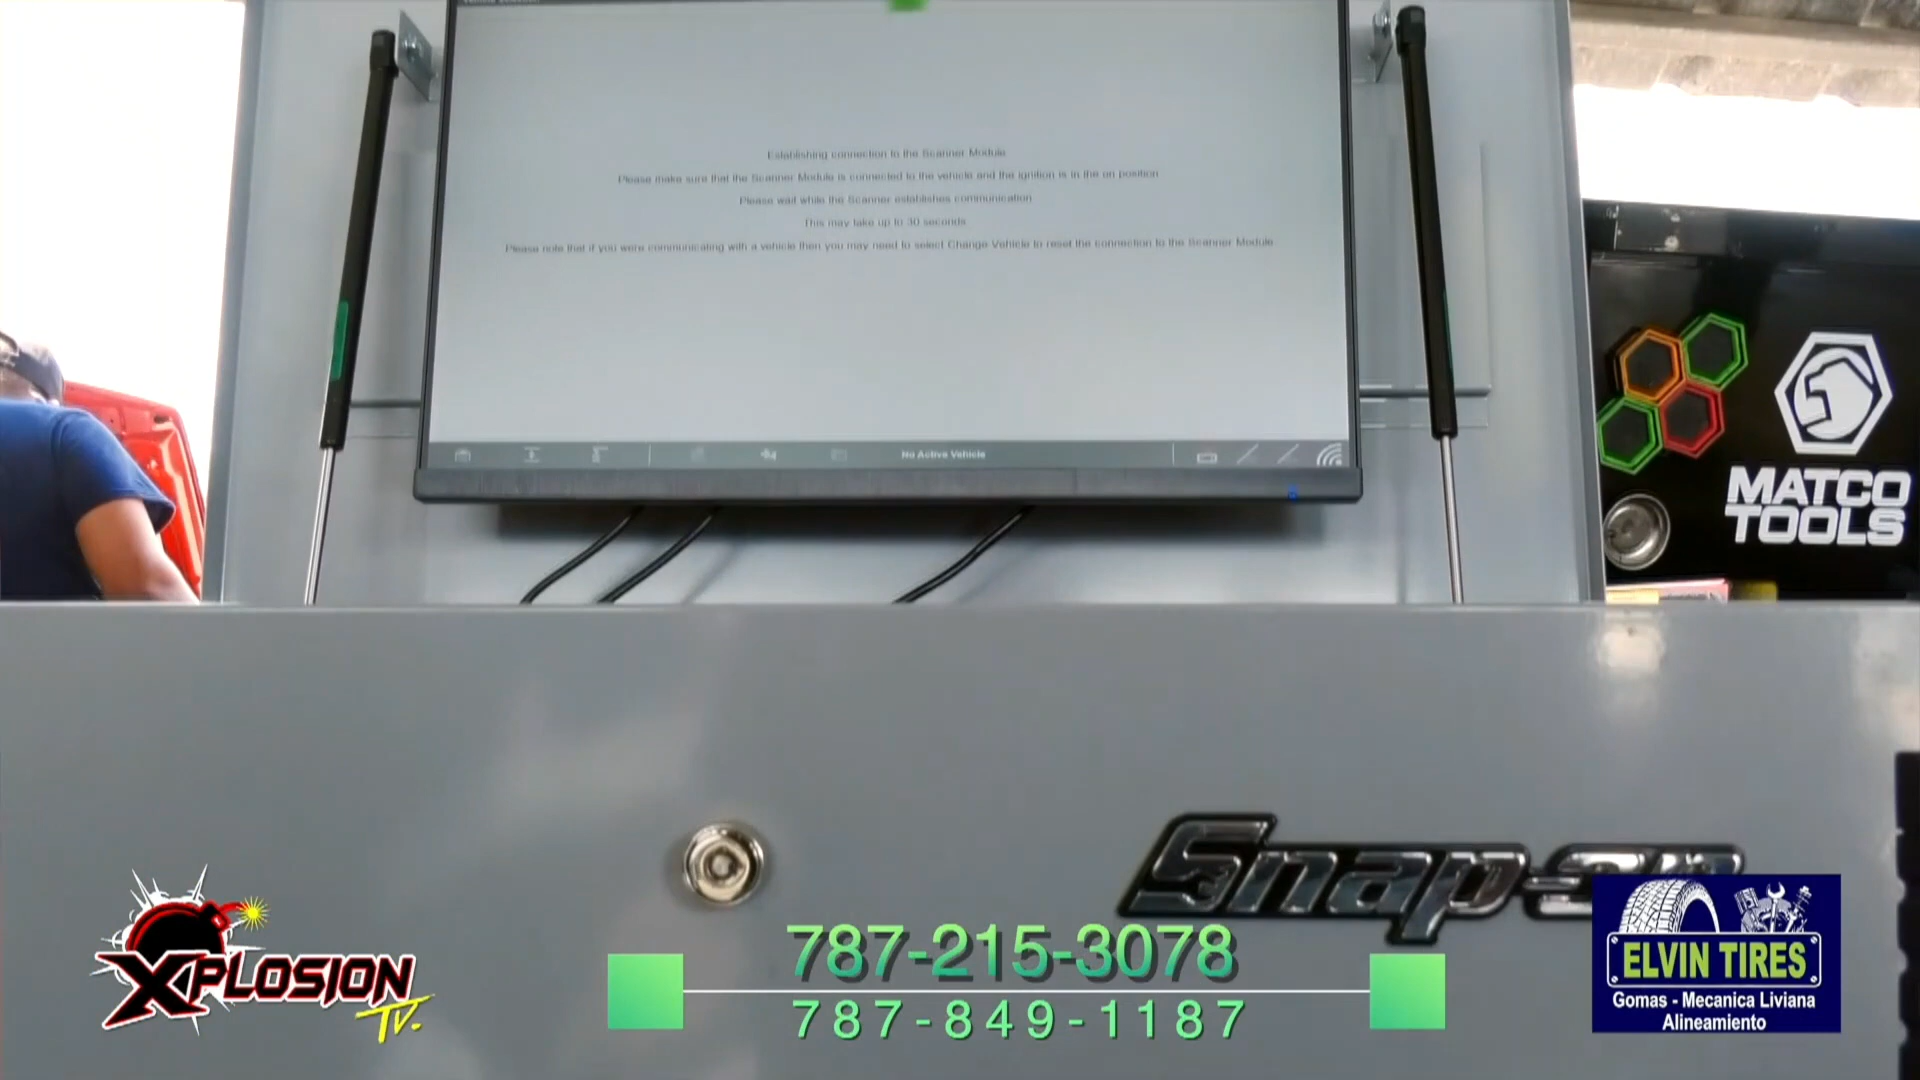 Establishing connection to the Scanner Module
Please make sure that the Scanner Module is connected to the vehicle and the ignition is in the on position
Please wait while the Scanner establishes communication
This may take up to 30 seconds
Please note that if you were communicating with a vehicle then you may need to select Change Vehicle to reset the connection to the Scanner Module
No Active Vehicle
MATCO
TOOLS
Snap-on
XPLOSION
TV.
787-215-3078
787-849-1187
ELVIN TIRES
Gomas - Mecanica Liviana
Alineamiento